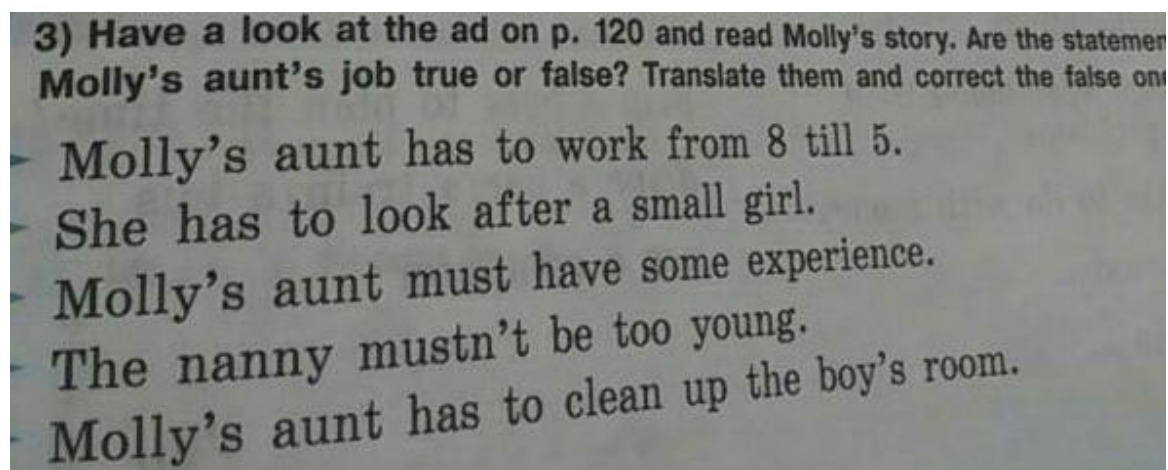 3) Have a look at the ad on p. 120 and read Molly's story. Are the
Molly's aunt's job true or false? Translate them and correct the false
Molly's aunt has to work from 8 till 5.
She has to look after a small girl.
Molly's aunt must have some experience.
The nanny mustn't be too young.
Molly's aunt has to clean up the boy's room.